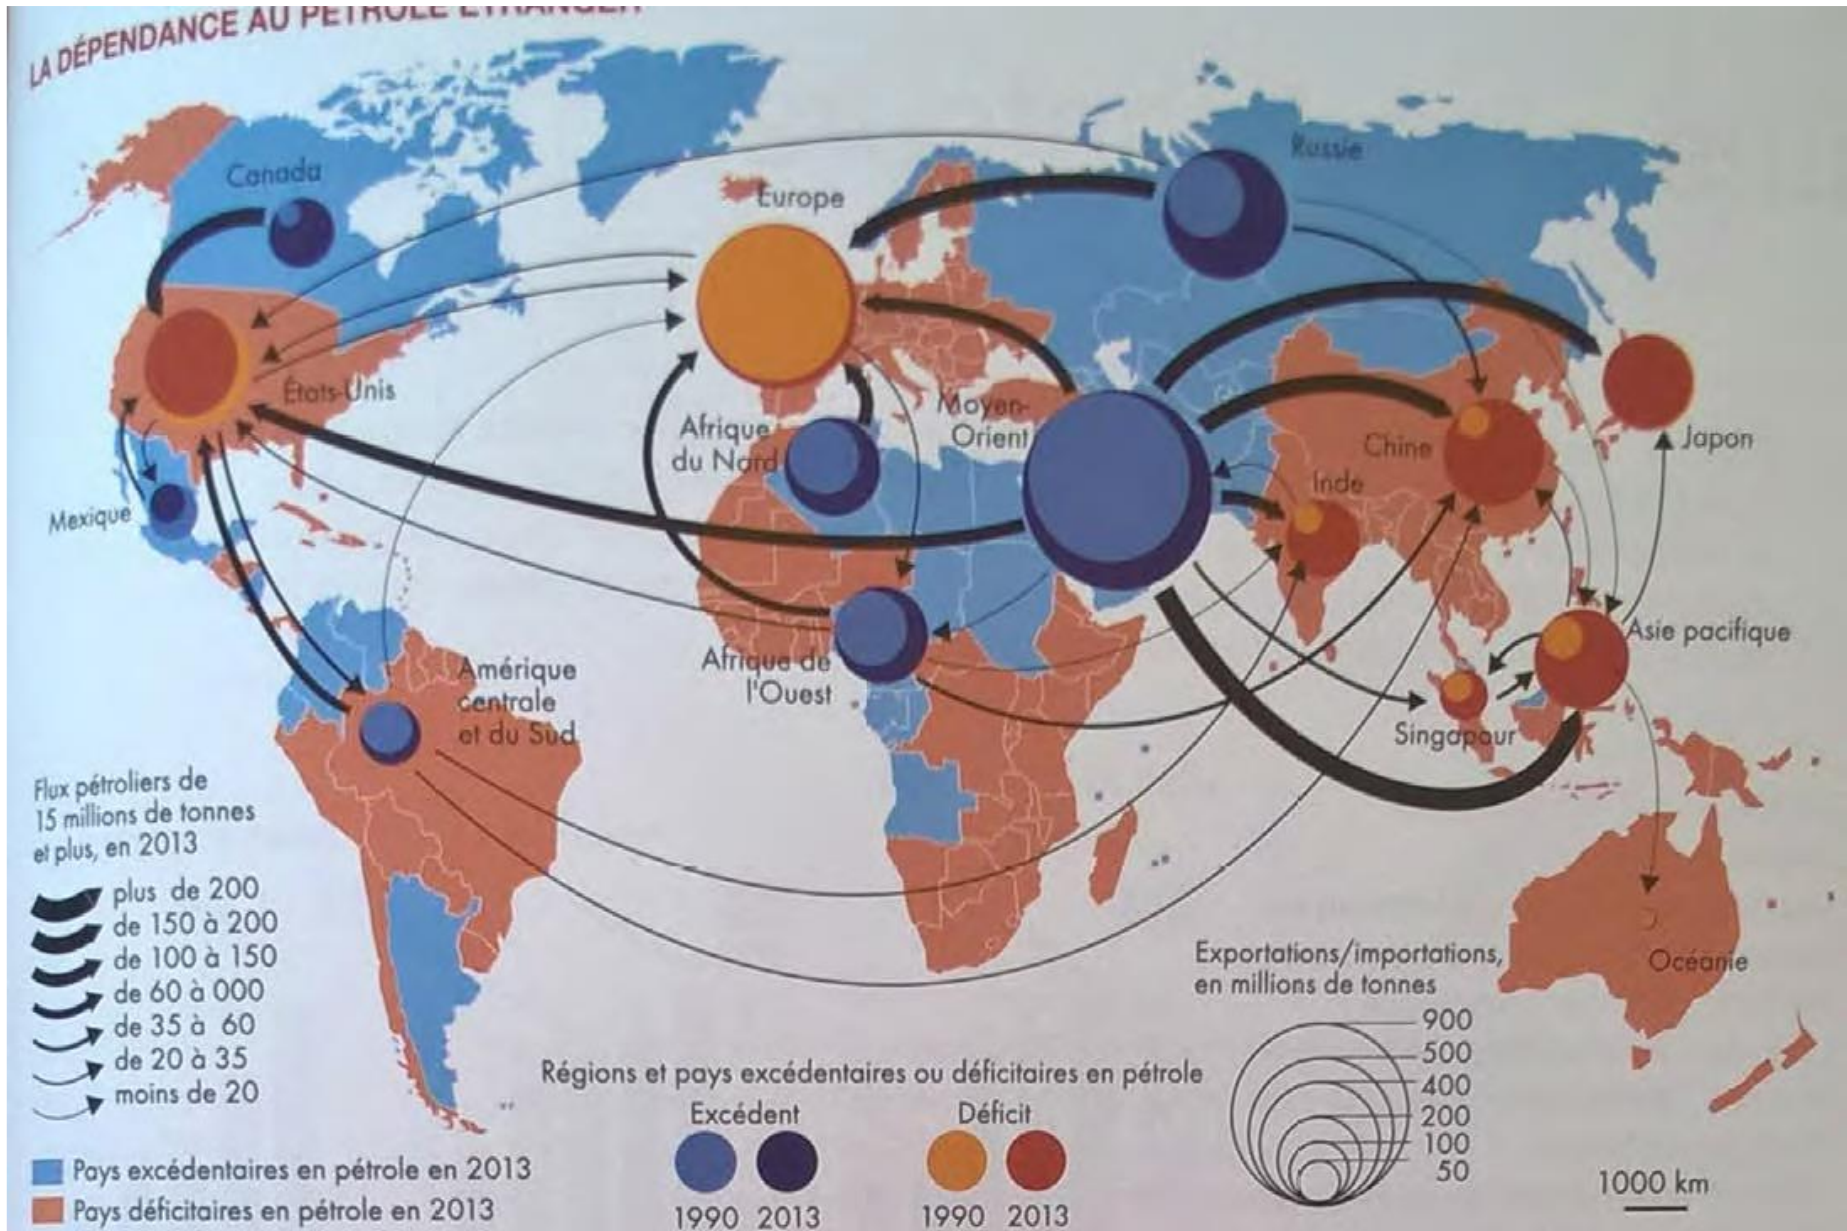 LA DÉPENDANCE AU PÉTROLE ÉTRANGER
Canada
Russie
Europe
États-Unis
Mexique
Afrique
du Nord
Moyen-
Orient
Chine
Japon
Inde
Amérique
centrale
et du Sud
Afrique de
l'Ouest
Asie pacifique
Singapour
Océanie
Flux pétroliers de
15 millions de tonnes
et plus, en 2013
plus de 200
de 150 à 200
de 100 à 150
de 60 à 000
de 35 à 60
de 20 à 35
moins de 20
Pays excédentaires en pétrole en 2013
Pays déficitaires en pétrole en 2013
Régions et pays excédentaires ou déficitaires en pétrole
Excédent
Déficit
1990 2013
1990 2013
Exportations/importations,
en millions de tonnes
900
500
400
200
100
50
1000 km